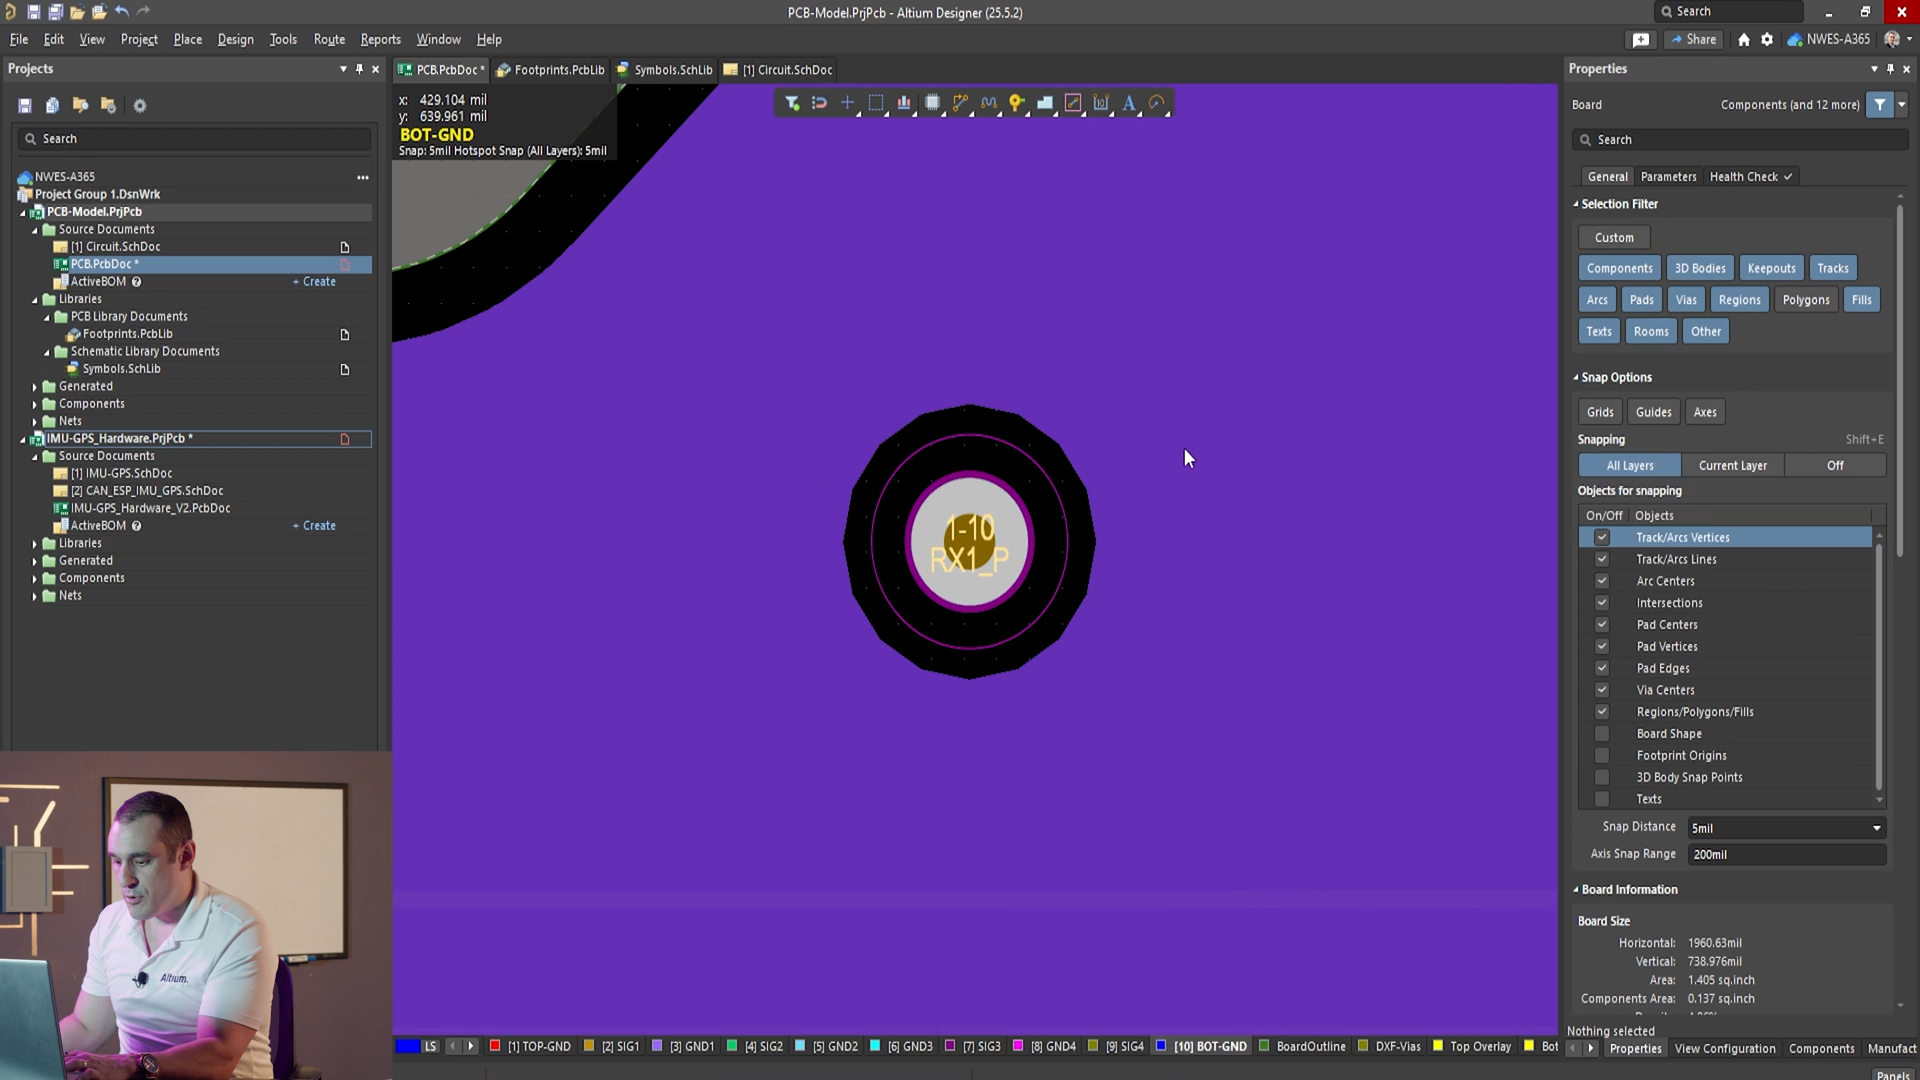 PCB-Model.PrjPcb - Altium Designer (25.5.2)
Search
File Edit View Project Place Design Tools Route Reports Window Help
Share
NWES-A365
Projects
Search
NWES-A365
Project Group 1.DsnWrk
PCB-Model.PrjPcb
Source Documents
[1] Circuit.SchDoc
PCB.PcbDoc *
ActiveBOM
+ Create
Libraries
PCB Library Documents
Footprints.PcbLib
Schematic Library Documents
Symbols.SchLib
Generated
Components
Nets
IMU-GPS_Hardware.PrjPcb *
Source Documents
[1] IMU-GPS.SchDoc
[2] CAN_ESP_IMU_GPS.SchDoc
IMU-GPS_Hardware_V2.PcbDoc
ActiveBOM
+ Create
Libraries
Generated
Components
Nets
Altium.
PCB.PcbDoc * Footprints.PcbLib Symbols.SchLib [1] Circuit.SchDoc
x: 429.104 mil
y: 639.961 mil
BOT-GND
Snap: 5mil Hotspot Snap (All Layers): 5mil
1-10
RX1_P
LS [1] TOP-GND [2] SIG1 [3] GND1 [4] SIG2 [5] GND2 [6] GND3 [7] SIG3 [8] GND4 [9] SIG4 [10] BOT-GND BoardOutline DXF-Vias Top Overlay Bot
Properties
Board Components (and 12 more)
Search
General Parameters Health Check
Selection Filter
Custom
Components 3D Bodies Keepouts Tracks
Arcs Pads Vias Regions Polygons Fills
Texts Rooms Other
Snap Options
Grids Guides Axes
Snapping Shift+E
All Layers Current Layer Off
Objects for snapping
On/Off Objects
Track/Arcs Vertices
Track/Arcs Lines
Arc Centers
Intersections
Pad Centers
Pad Vertices
Pad Edges
Via Centers
Regions/Polygons/Fills
Board Shape
Footprint Origins
3D Body Snap Points
Texts
Snap Distance 5mil
Axis Snap Range 200mil
Board Information
Board Size
Horizontal: 1960.63mil
Vertical: 738.976mil
Area: 1.405 sq.inch
Components Area: 0.137 sq.inch
Nothing selected
Properties View Configuration Components Manufact
Panels